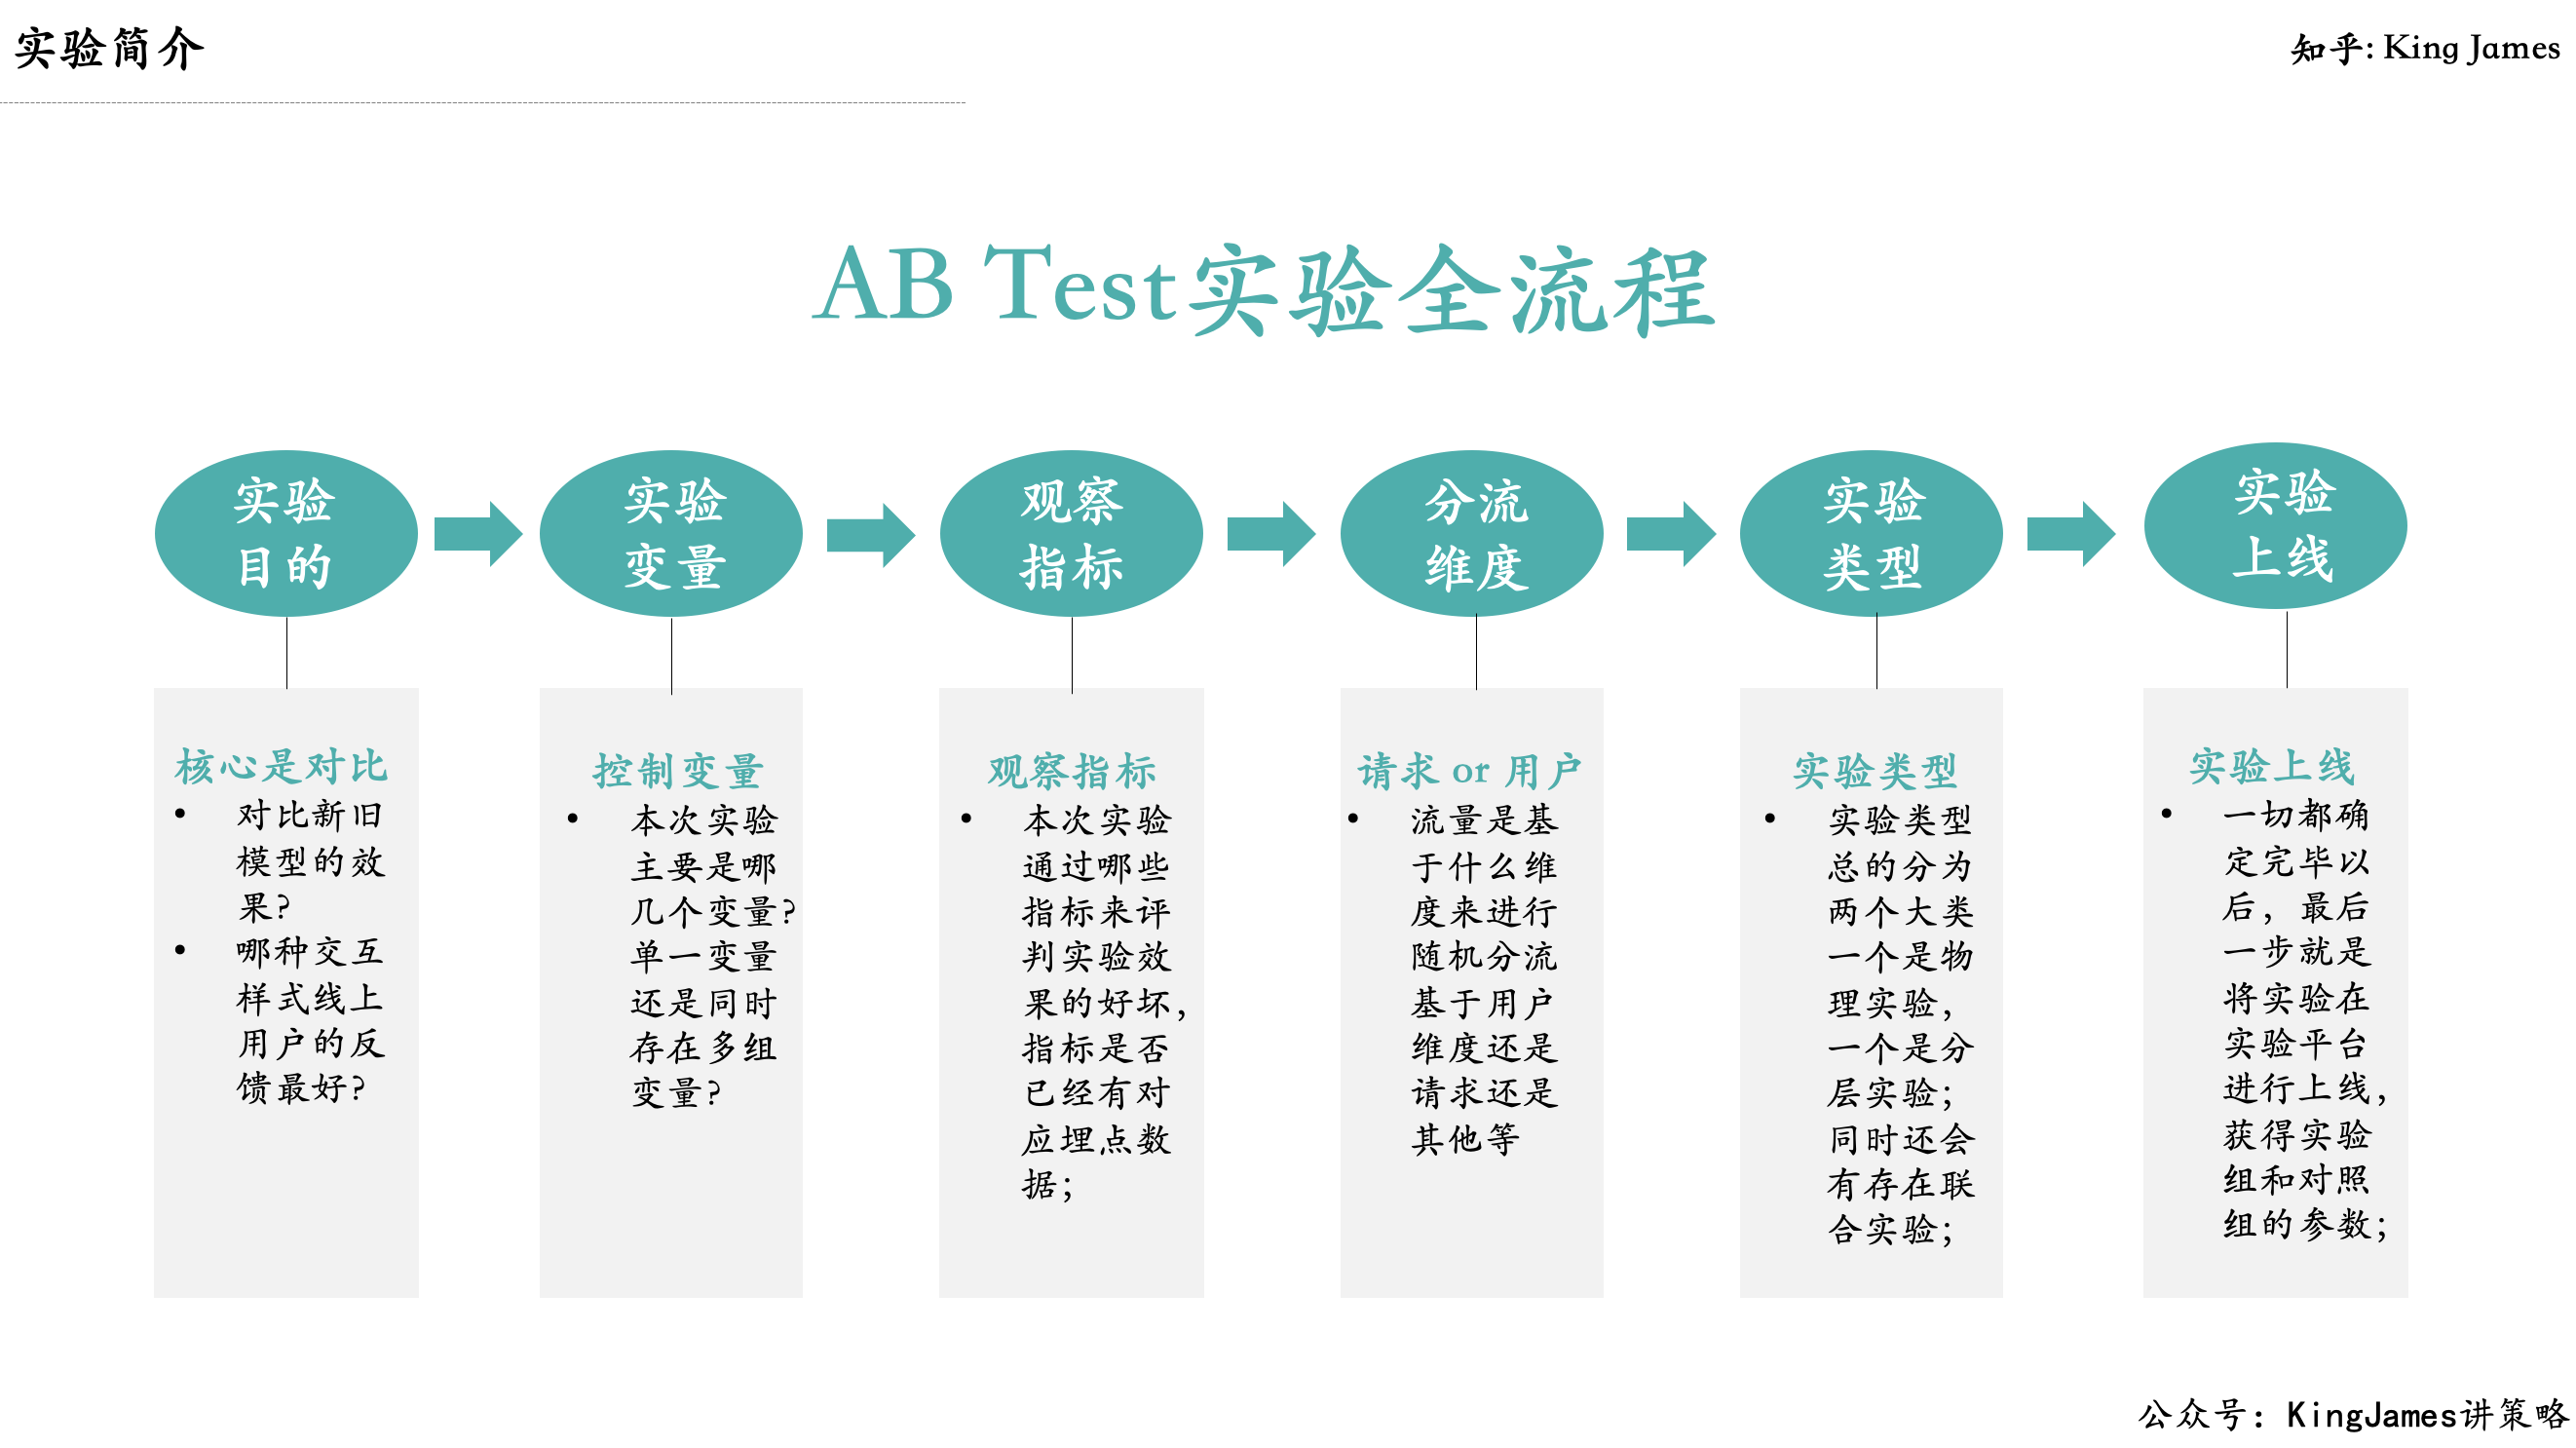 实验简介
知乎: King James
AB Test实验全流程
实验
目的
实验
变量
观察
指标
分流
维度
实验
类型
实验
上线
核心是对比
• 对比新旧
模型的效
果?
• 哪种交互
样式线上
用户的反
馈最好?
控制变量
• 本次实验
主要是哪
几个变量?
单一变量
还是同时
存在多组
变量?
观察指标
• 本次实验
通过哪些
指标来评
判实验效
果的好坏，
指标是否
已经有对
应埋点数
据；
请求 or 用户
• 流量是基
于什么维
度来进行
随机分流
基于用户
维度还是
请求还是
其他等
实验类型
• 实验类型
总的分为
两个大类
一个是物
理实验，
一个是分
层实验；
同时还会
有存在联
合实验；
实验上线
• 一切都确
定完毕以
后，最后
一步就是
将实验在
实验平台
进行上线，
获得实验
组和对照
组的参数；
公众号：KingJames讲策略